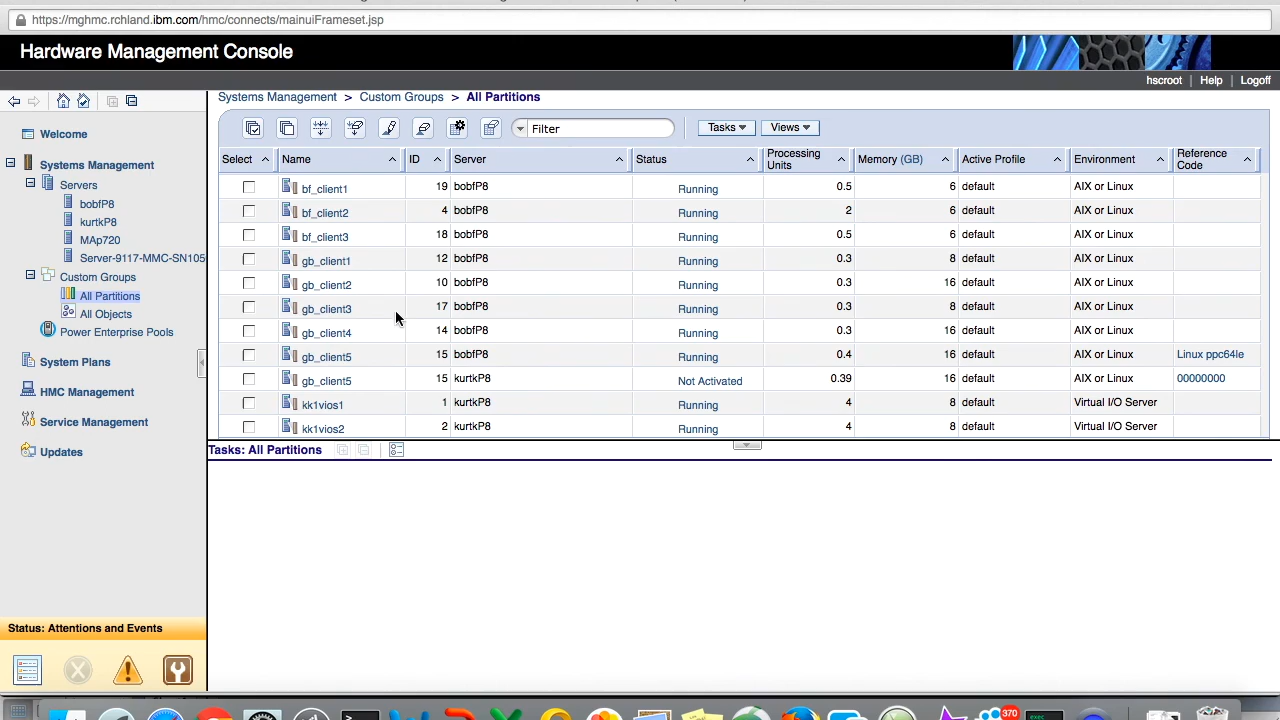 https://mghmc.rchland.ibm.com/hmc/connects/mainuiFrameset.jsp
Hardware Management Console
hscroot | Help | Logoff
Welcome
Systems Management
Servers
bobfP8
kurtkP8
MAp720
Server-9117-MMC-SN105
Custom Groups
All Partitions
All Objects
Power Enterprise Pools
System Plans
HMC Management
Service Management
Updates
Status: Attentions and Events
Systems Management > Custom Groups > All Partitions
Filter Tasks Views
Select Name ID Server Status Processing Units Memory (GB) Active Profile Environment Reference Code
bf_client1 19 bobfP8 Running 0.5 6 default AIX or Linux
bf_client2 4 bobfP8 Running 2 6 default AIX or Linux
bf_client3 18 bobfP8 Running 0.5 6 default AIX or Linux
gb_client1 12 bobfP8 Running 0.3 8 default AIX or Linux
gb_client2 10 bobfP8 Running 0.3 16 default AIX or Linux
gb_client3 17 bobfP8 Running 0.3 8 default AIX or Linux
gb_client4 14 bobfP8 Running 0.3 16 default AIX or Linux
gb_client5 15 bobfP8 Running 0.4 16 default AIX or Linux Linux ppc64le
gb_client5 15 kurtkP8 Not Activated 0.39 16 default AIX or Linux 00000000
kk1vios1 1 kurtkP8 Running 4 8 default Virtual I/O Server
kk1vios2 2 kurtkP8 Running 4 8 default Virtual I/O Server
Tasks: All Partitions
370